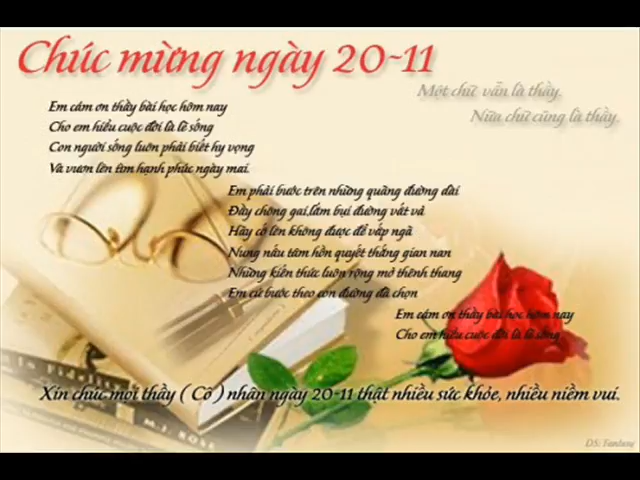 Chúc mừng ngày 20-11
Một chữ vẫn là thầy.
Nửa chữ cũng là thầy.
Em cám ơn thầy bài học hôm nay
Cho em hiểu cuộc đời là lẽ sống
Con người sống luôn phải biết hy vọng
Và vươn lên tìm hạnh phúc ngày mai.
Em phải bước trên những quãng đường dài
Đầy chông gai,lấm bụi đường vất vả
Hãy cố lên không được để vấp ngã
Nung nấu tâm hồn quyết thắng gian nan
Những kiến thức luôn rộng mở thênh thang
Em cứ bước theo con đường đã chọn
Em cám ơn thầy bài học hôm nay
Cho em hiểu cuộc đời là lẽ sống
Xin chúc mọi thầy ( Cô ) nhân ngày 20-11 thật nhiều sức khỏe, nhiều niềm vui.
M.J. ROSE
DS: Fantasy